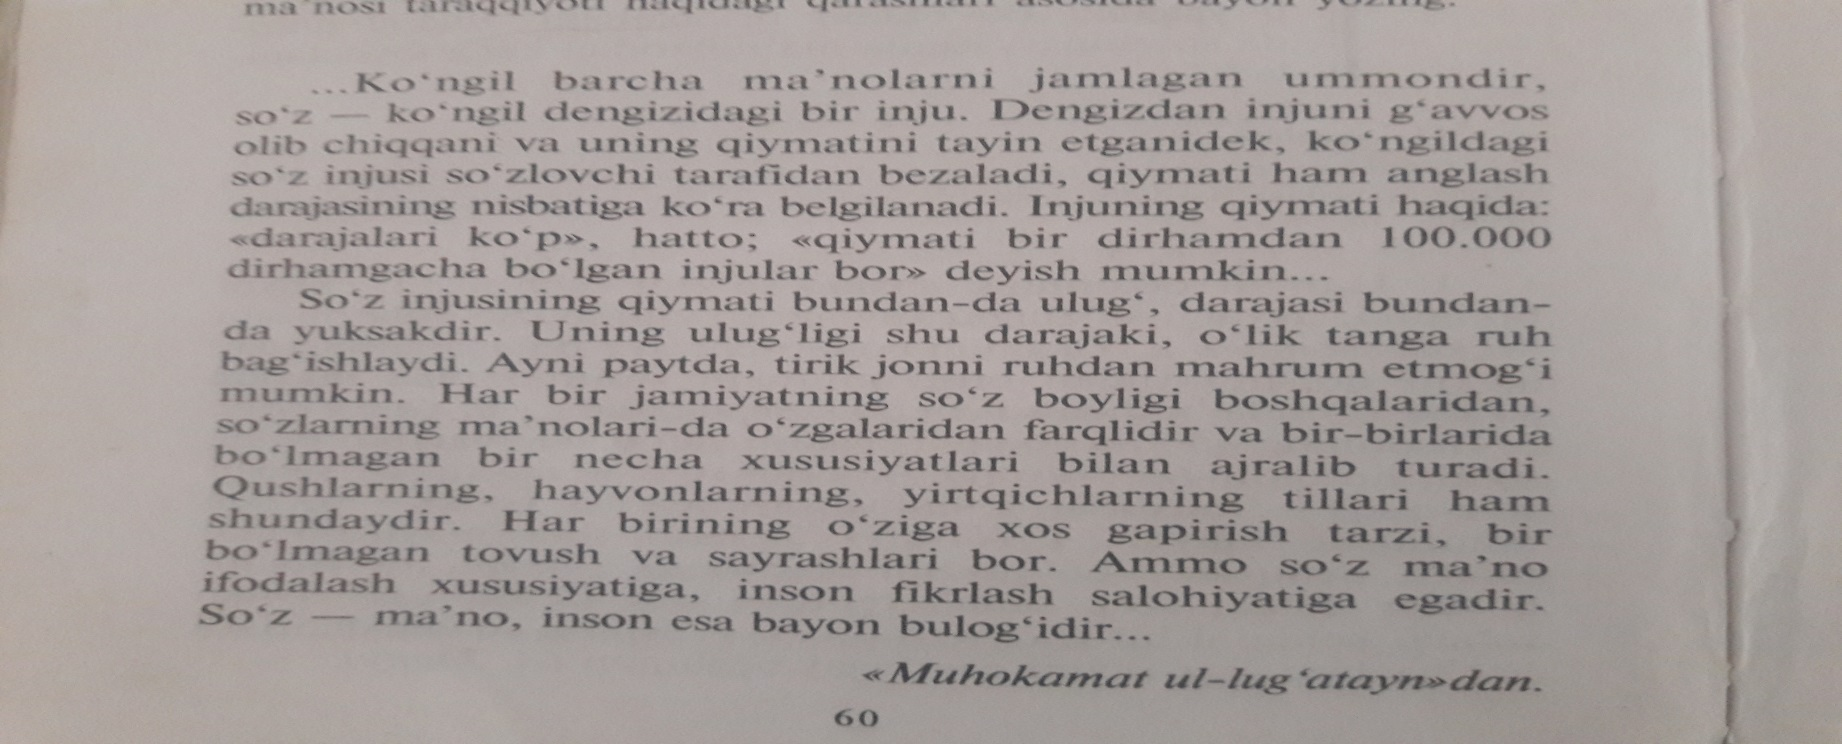 ma'nosi taraqqiyoti haqidagi qarashlari asosida bayon yozing.
...Ko‘ngil barcha ma’nolarni jamlagan ummondir,
so‘z — ko‘ngil dengizidagi bir inju. Dengizdan injuni g‘avvos
olib chiqqani va uning qiymatini tayin etganidek, ko‘ngildagi
so‘z injusi so‘zlovchi tarafidan bezaladi, qiymati ham anglash
darajasining nisbatiga ko‘ra belgilanadi. Injuning qiymati haqida:
«darajalari ko‘p», hatto; «qiymati bir dirhamdan 100.000
dirhamgacha bo‘lgan injular bor» deyish mumkin...
So‘z injusining qiymati bundan-da ulug‘, darajasi bundan-
da yuksakdir. Uning ulug‘ligi shu darajaki, o‘lik tanga ruh
bag‘ishlaydi. Ayni paytda, tirik jonni ruhdan mahrum etmog‘i
mumkin. Har bir jamiyatning so‘z boyligi boshqalaridan,
so‘zlarning ma’nolari-da o‘zgalaridan farqlidir va bir-birlarida
bo‘lmagan bir necha xususiyatlari bilan ajralib turadi.
Qushlarning, hayvonlarning, yirtqichlarning tillari ham
shundaydir. Har birining o‘ziga xos gapirish tarzi, bir
bo‘lmagan tovush va sayrashlari bor. Ammo so‘z ma’no
ifodalash xususiyatiga, inson fikrlash salohiyatiga egadir.
So‘z — ma’no, inson esa bayon bulog‘idir...
«Muhokamat ul-lug‘atayn»dan.
60